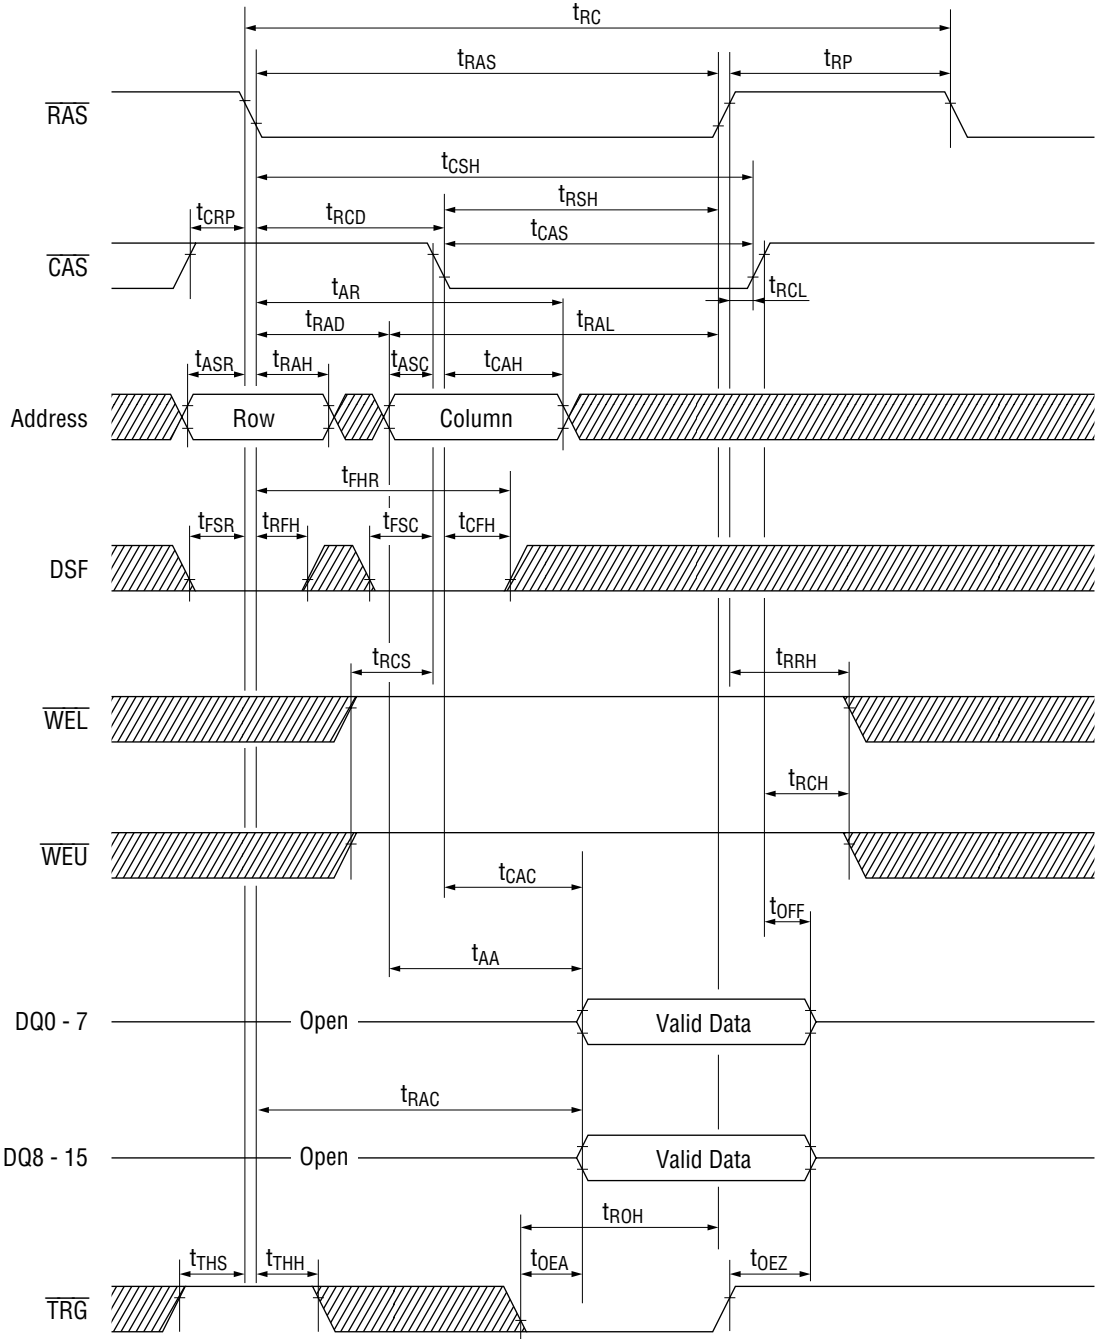 tRC
tRAS
tRP
RAS
tCSH
tRSH
tCRP
tRCD
tCAS
CAS
tRCL
tAR
tRAD
tRAL
tASR
tRAH
tASC
tCAH
Address
Row
Column
tFHR
tFSR
tRFH
tFSC
tCFH
DSF
tRCS
tRRH
WEL
tRCH
WEU
tCAC
tOFF
tAA
DQ0 - 7
Open
Valid Data
tRAC
DQ8 - 15
Open
Valid Data
tROH
tTHS
tTHH
tOEA
tOEZ
TRG